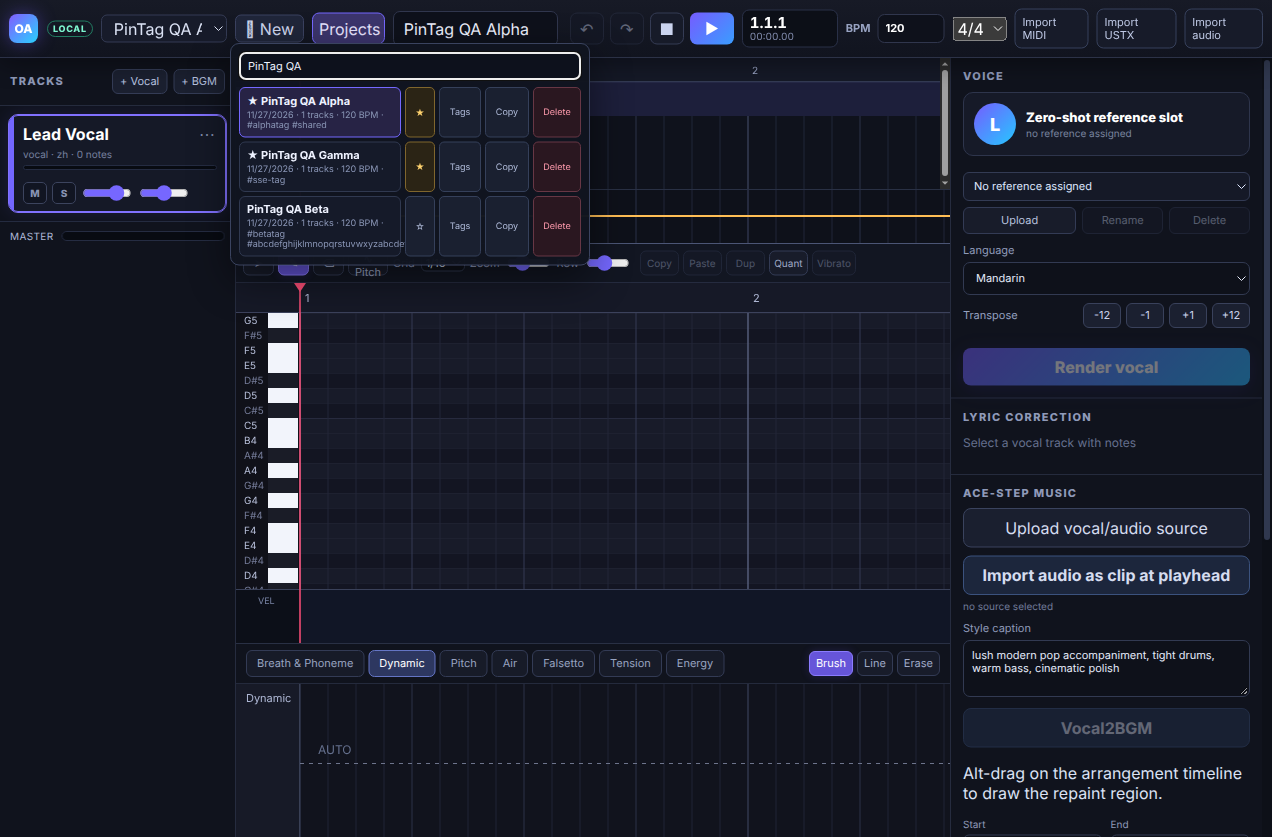 OA
LOCAL
PinTag QA A
New
Projects
PinTag QA Alpha
1.1.1
00:00.00
BPM
120
4/4
Import
MIDI
Import
USTX
Import
audio
TRACKS
+ Vocal
+ BGM
Lead Vocal
vocal · zh · 0 notes
M
S
MASTER
PinTag QA
★ PinTag QA Alpha
11/27/2026 · 1 tracks · 120 BPM ·
#alphatag #shared
★
Tags
Copy
Delete
★ PinTag QA Gamma
11/27/2026 · 1 tracks · 120 BPM ·
#sse-tag
★
Tags
Copy
Delete
PinTag QA Beta
11/27/2026 · 1 tracks · 120 BPM ·
#betatag
#abcdefghijklmnopqrstuvwxyzabcde
☆
Tags
Copy
Delete
2
Pitch
Copy
Paste
Dup
Quant
Vibrato
1
2
G5
F#5
F5
E5
D#5
D5
C#5
C5
B4
A#4
A4
G#4
G4
F#4
F4
E4
D#4
D4
VEL
Breath & Phoneme
Dynamic
Pitch
Air
Falsetto
Tension
Energy
Brush
Line
Erase
Dynamic
AUTO
VOICE
L
Zero-shot reference slot
no reference assigned
No reference assigned
Upload
Rename
Delete
Language
Mandarin
Transpose
-12
-1
+1
+12
Render vocal
LYRIC CORRECTION
Select a vocal track with notes
ACE-STEP MUSIC
Upload vocal/audio source
Import audio as clip at playhead
no source selected
Style caption
lush modern pop accompaniment, tight drums,
warm bass, cinematic polish
Vocal2BGM
Alt-drag on the arrangement timeline
to draw the repaint region.
Start
End